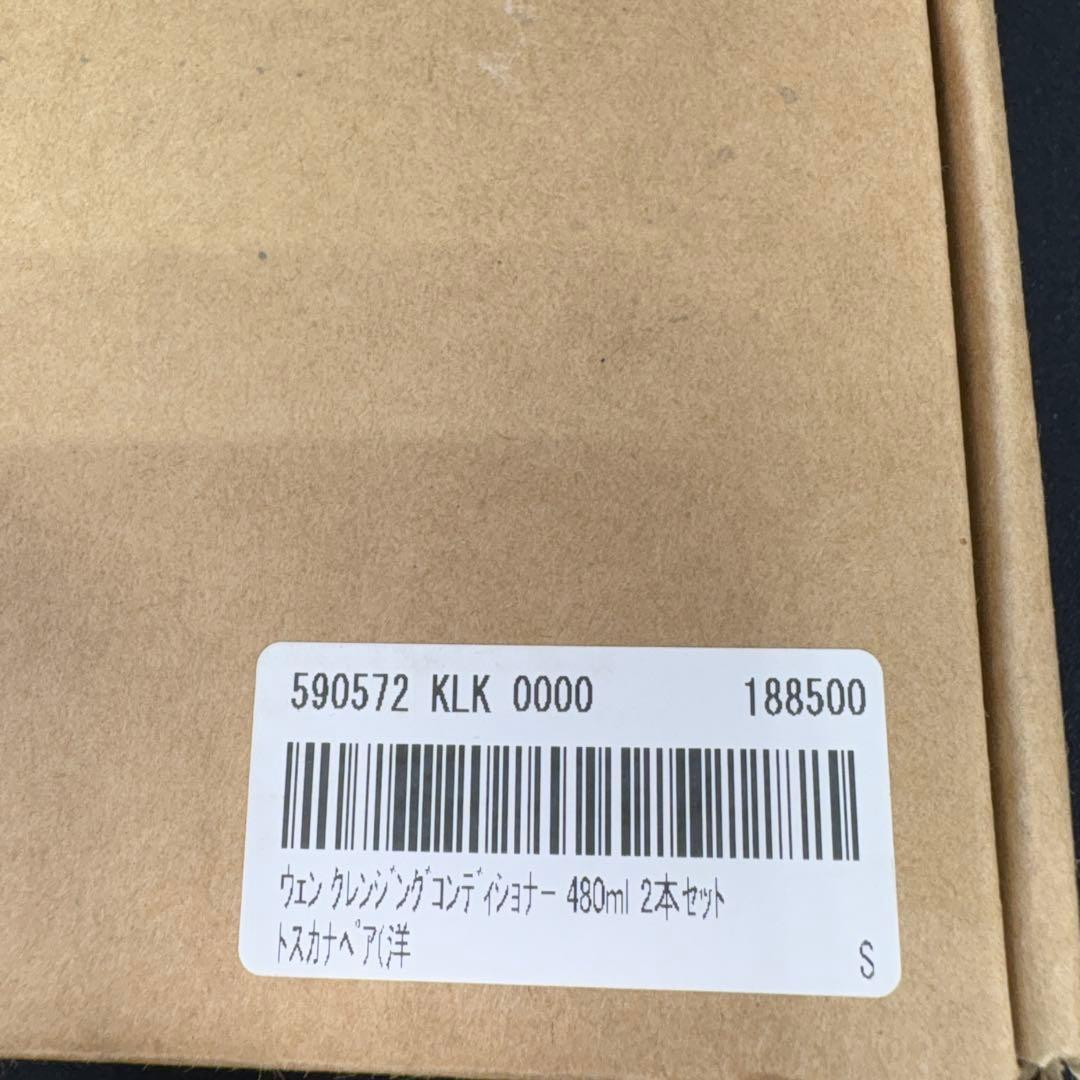 590572 KLK 0000 188500
ｳｪﾝ ｸﾚﾝｼﾞﾝｸﾞｺﾝﾃﾞｨｼｮﾅｰ 480ml 2本ｾｯﾄ
ﾄｽｶﾅﾍﾟｱ(洋 S